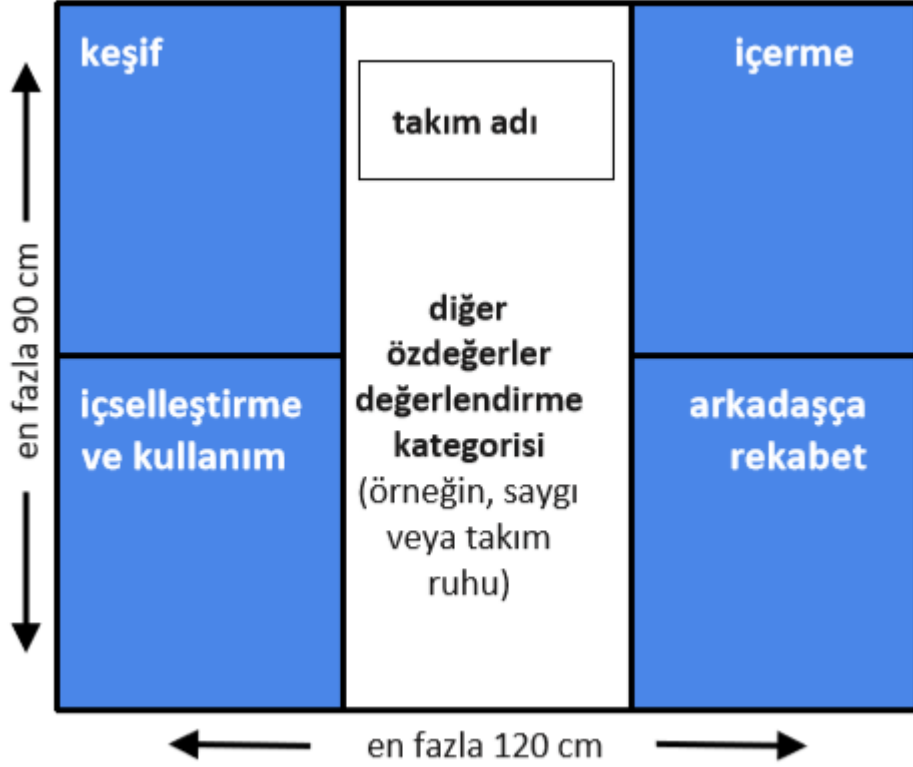 keşif
içerme
takım adı
diğer
özdeğerler
değerlendirme
kategorisi
(örneğin, saygı
veya takım
ruhu)
içselleştirme
ve kullanım
arkadaşça
rekabet
en fazla 90 cm
en fazla 120 cm